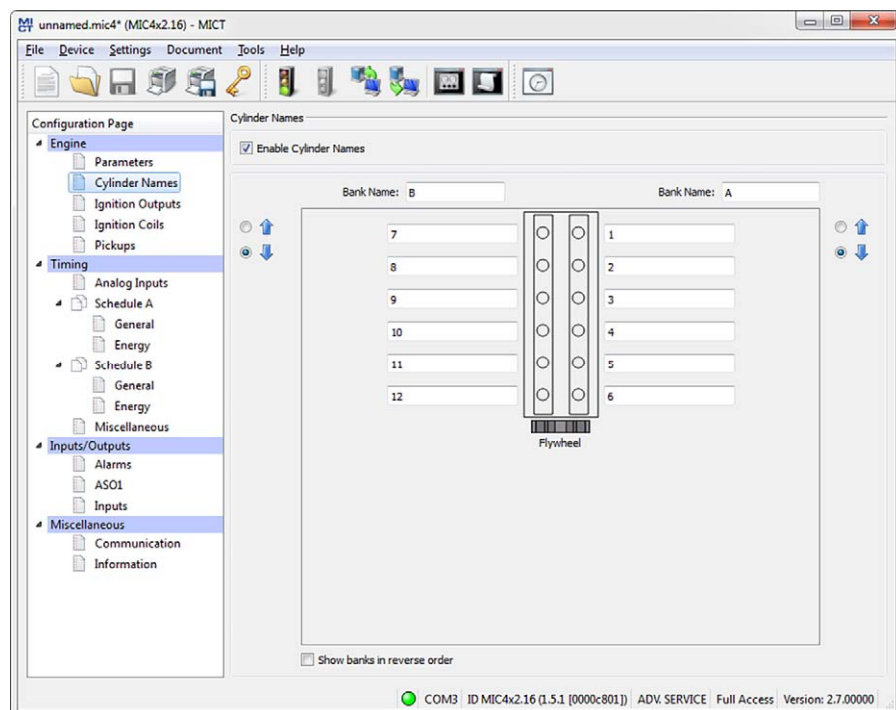 MICT unnamed.mic4* (MIC4x2.16) - MICT
File Device Settings Document Tools Help
Configuration Page
Engine
Parameters
Cylinder Names
Ignition Outputs
Ignition Coils
Pickups
Timing
Analog Inputs
Schedule A
General
Energy
Schedule B
General
Energy
Miscellaneous
Inputs/Outputs
Alarms
ASO1
Inputs
Miscellaneous
Communication
Information
Cylinder Names
Enable Cylinder Names
Bank Name: B Bank Name: A
7 1
8 2
9 3
10 4
11 5
12 6
Flywheel
Show banks in reverse order
COM3 ID MIC4x2.16 (1.5.1 [0000c801]) ADV. SERVICE Full Access Version: 2.7.00000